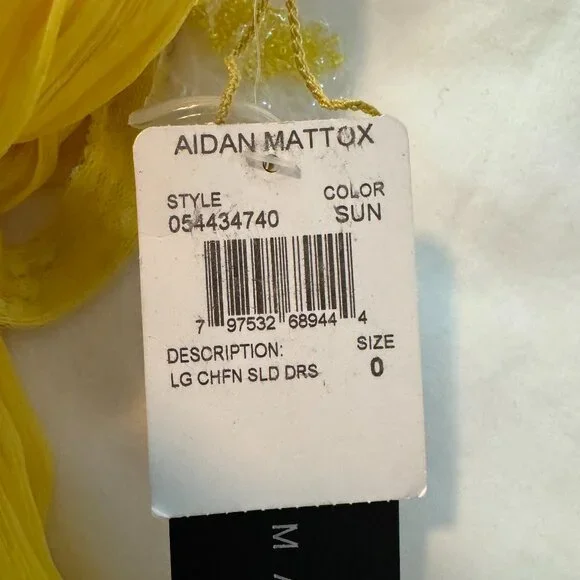 AIDAN MATTOX
STYLE COLOR
054434740 SUN
7 97532 68944 4
DESCRIPTION: SIZE
LG CHFN SLD DRS 0
M A